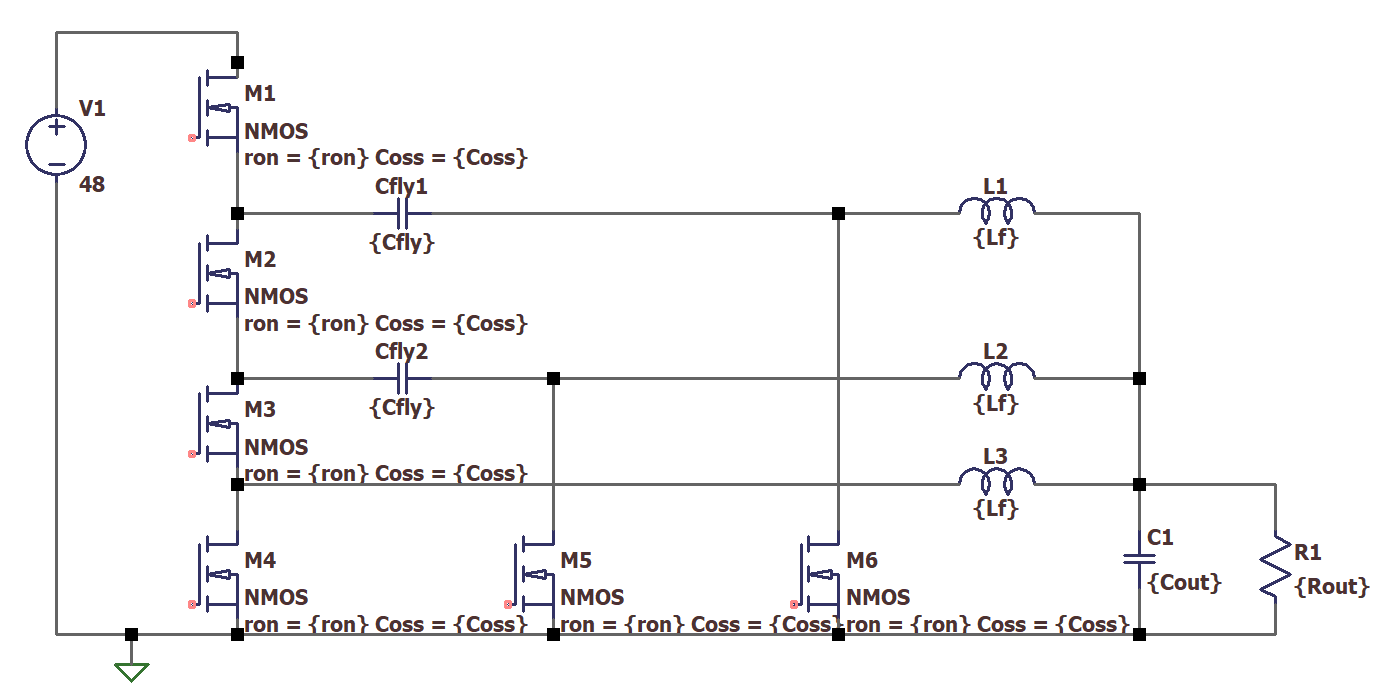 V1
48
M1
NMOS
ron = {ron} Coss = {Coss}
Cfly1
{Cfly}
L1
{Lf}
M2
NMOS
ron = {ron} Coss = {Coss}
Cfly2
{Cfly}
L2
{Lf}
M3
NMOS
ron = {ron} Coss = {Coss}
L3
{Lf}
M4
NMOS
ron = {ron} Coss = {Coss}
M5
NMOS
ron = {ron} Coss = {Coss}
M6
NMOS
ron = {ron} Coss = {Coss}
C1
{Cout}
R1
{Rout}